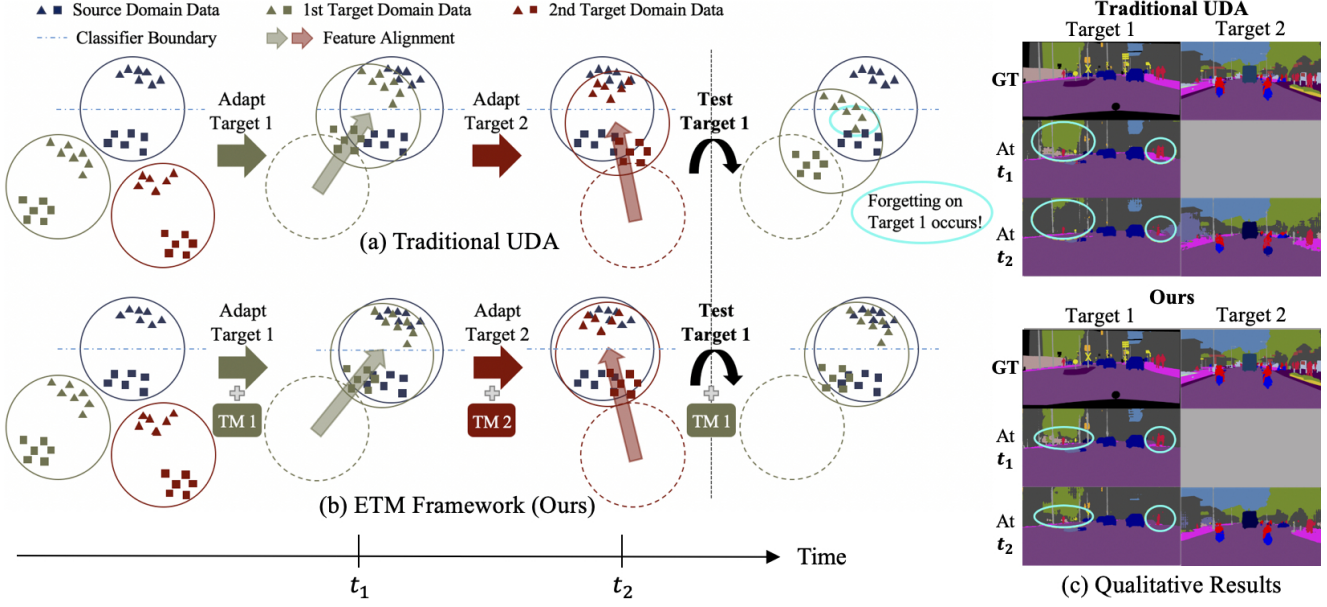 Source Domain Data
1st Target Domain Data
2nd Target Domain Data
Classifier Boundary
Feature Alignment
Adapt
Target 1
Adapt
Target 2
Test
Target 1
Forgetting on
Target 1 occurs!
(a) Traditional UDA
Adapt
Target 1
TM 1
Adapt
Target 2
TM 2
Test
Target 1
TM 1
(b) ETM Framework (Ours)
Time
t1
t2
Traditional UDA
Target 1
Target 2
GT
At
t1
At
t2
Ours
Target 1
Target 2
GT
At
t1
At
t2
(c) Qualitative Results